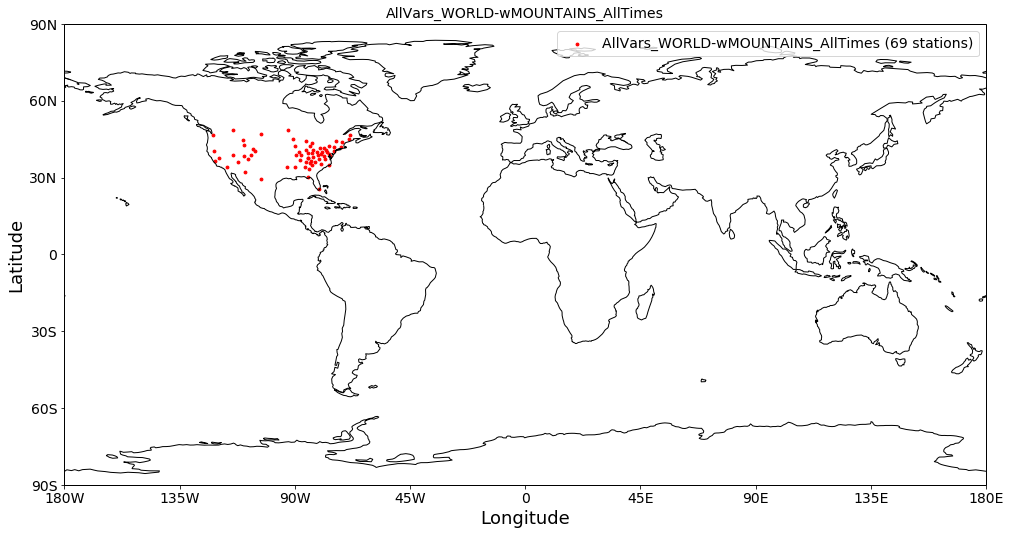 AllVars_WORLD-wMOUNTAINS_AllTimes
AllVars_WORLD-wMOUNTAINS_AllTimes (69 stations)
90N
60N
30N
0
30S
60S
90S
Latitude
180W 135W 90W 45W 0 45E 90E 135E 180E
Longitude